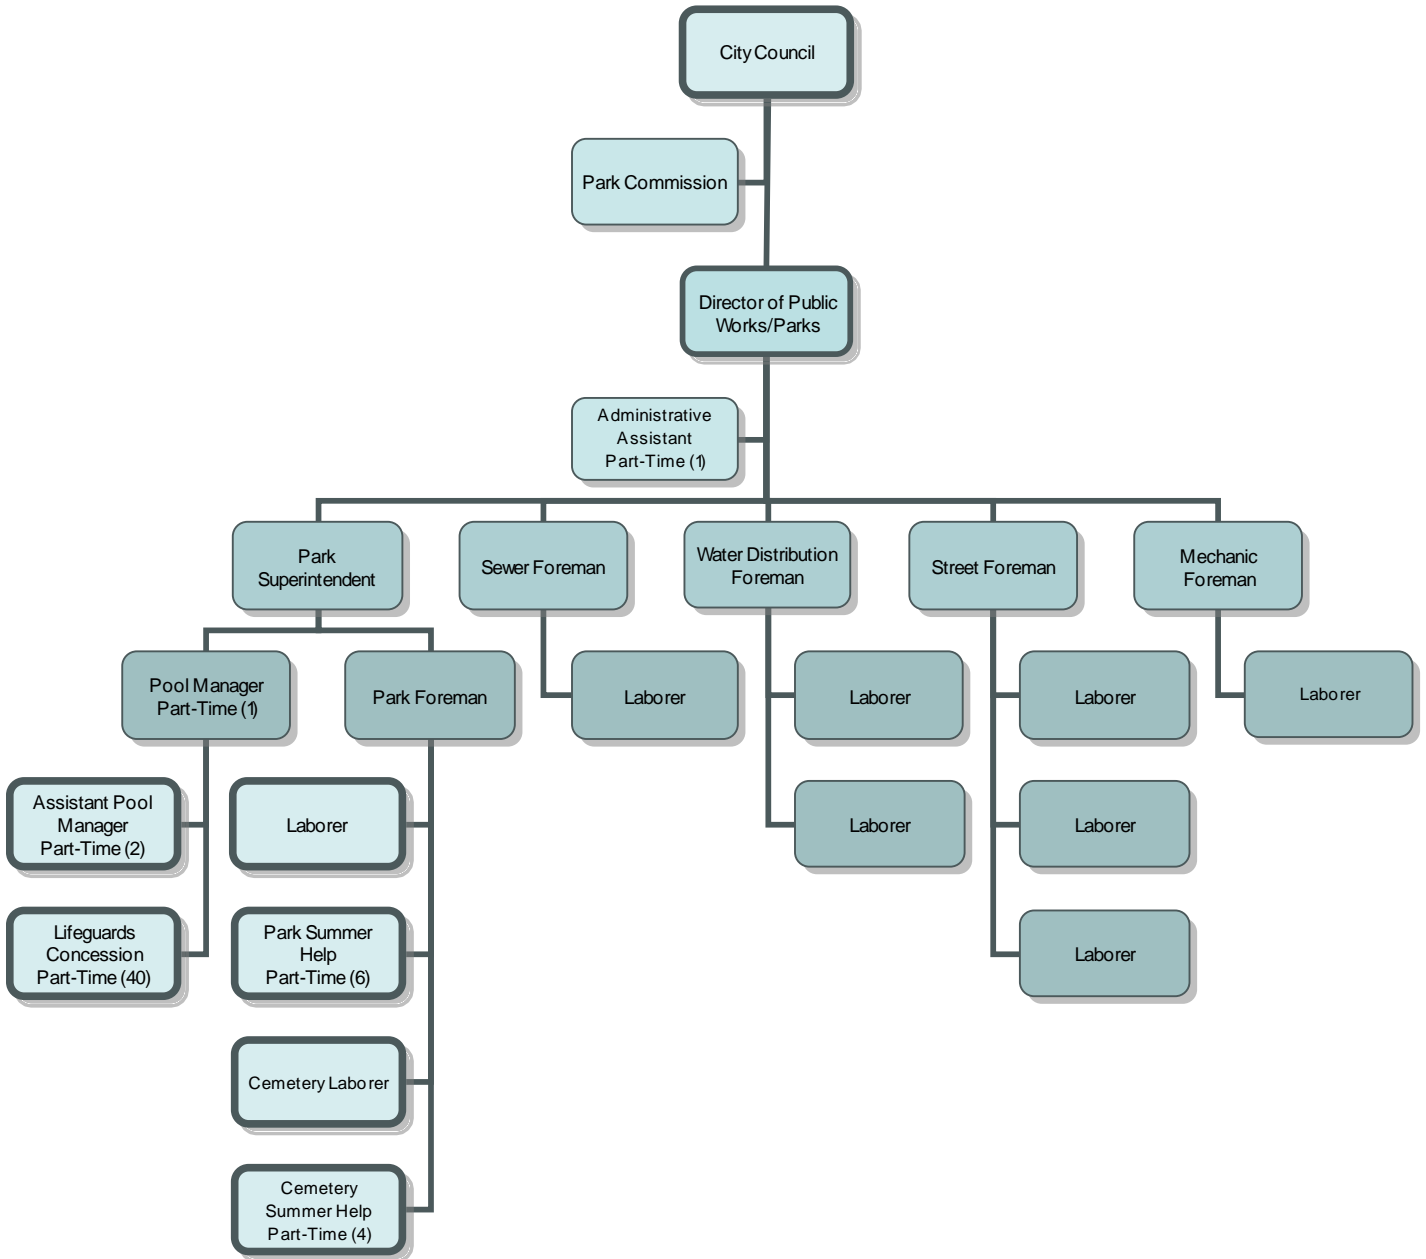 City Council
Park Commission
Director of Public
Works/Parks
Administrative
Assistant
Part-Time (1)
Park
Superintendent
Sewer Foreman
Water Distribution
Foreman
Street Foreman
Mechanic
Foreman
Pool Manager
Part-Time (1)
Park Foreman
Laborer
Laborer
Laborer
Laborer
Assistant Pool
Manager
Part-Time (2)
Laborer
Laborer
Laborer
Lifeguards
Concession
Part-Time (40)
Park Summer
Help
Part-Time (6)
Laborer
Cemetery Laborer
Cemetery
Summer Help
Part-Time (4)